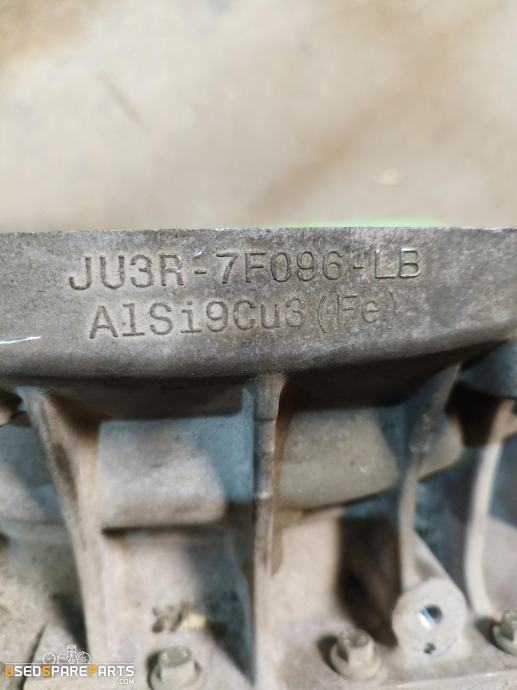 JU3R-7F096-LB
AlSi9Cu3(Fe)
USEDSPAREPARTS
.COM